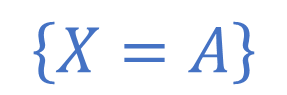 {X = A}